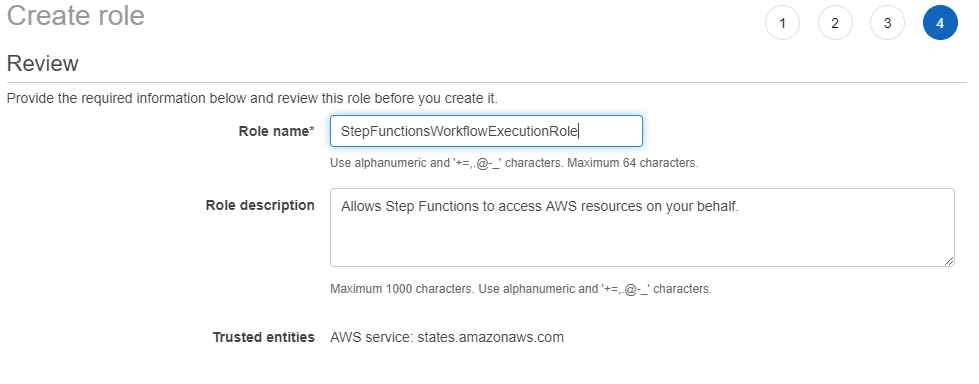 Create role
1 2 3 4
Review
Provide the required information below and review this role before you create it.
Role name* StepFunctionsWorkflowExecutionRole
Use alphanumeric and '+=,.@-_' characters. Maximum 64 characters.
Role description Allows Step Functions to access AWS resources on your behalf.
Maximum 1000 characters. Use alphanumeric and '+=,.@-_' characters.
Trusted entities AWS service: states.amazonaws.com